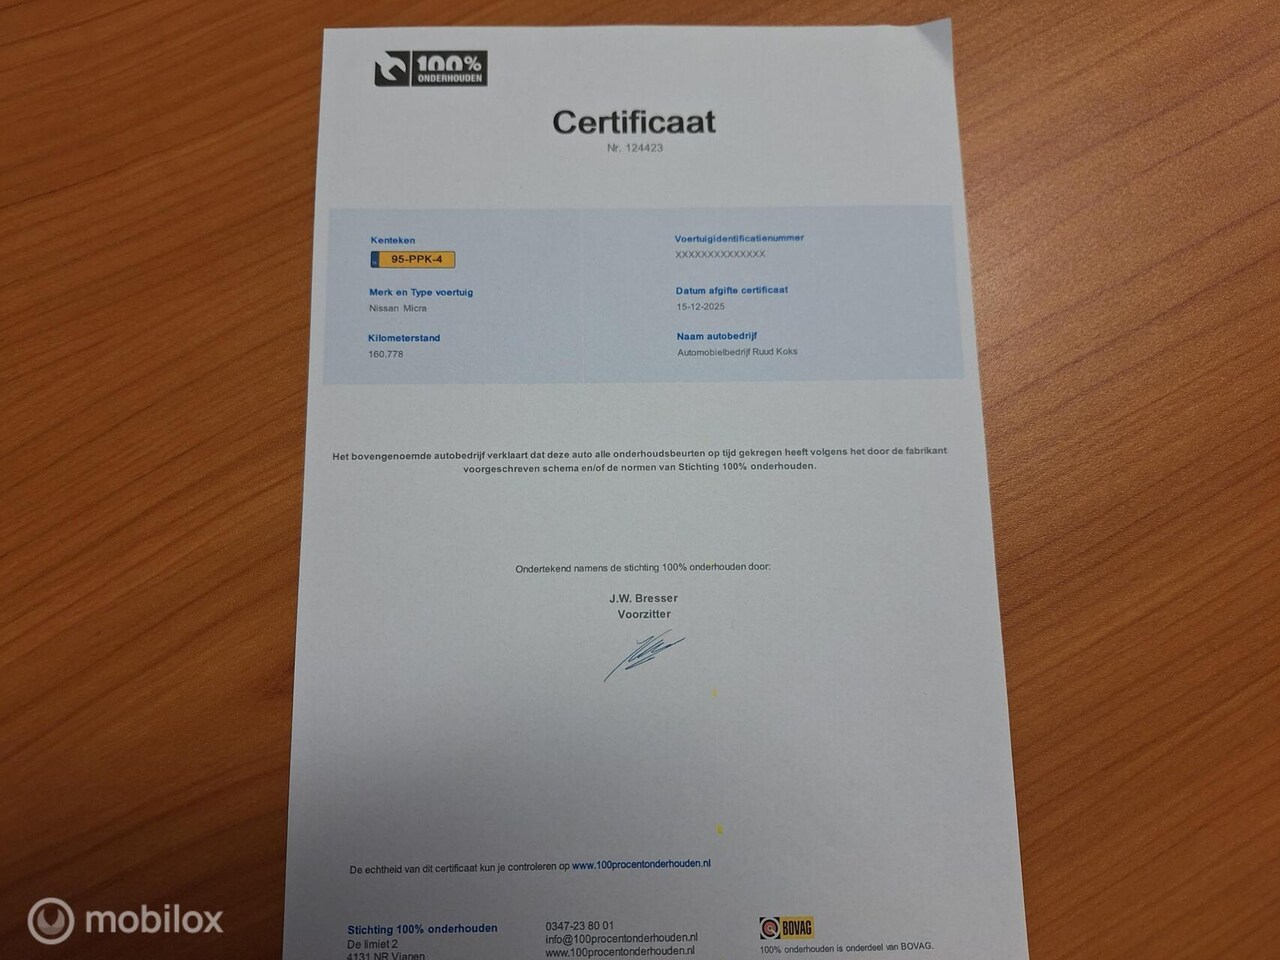 100%
ONDERHOUDEN
Certificaat
Nr. 124423
Kenteken
95-PPK-4
Merk en Type voertuig
Nissan Micra
Kilometerstand
160.778
Voertuigidentificatienummer
XXXXXXXXXXXXXX
Datum afgifte certificaat
15-12-2025
Naam autobedrijf
Automobielbedrijf Ruud Koks
Het bovengenoemde autobedrijf verklaart dat deze auto alle onderhoudsbeurten op tijd gekregen heeft volgens het door de fabrikant
voorgeschreven schema en/of de normen van Stichting 100% onderhouden.
Ondertekend namens de stichting 100% onderhouden door:
J.W. Bresser
Voorzitter
De echtheid van dit certificaat kun je controleren op www.100procentonderhouden.nl
Stichting 100% onderhouden
De limiet 2
4131 NR Vianen
0347-23 80 01
info@100procentonderhouden.nl
www.100procentonderhouden.nl
BOVAG
100% onderhouden is onderdeel van BOVAG.
mobilox